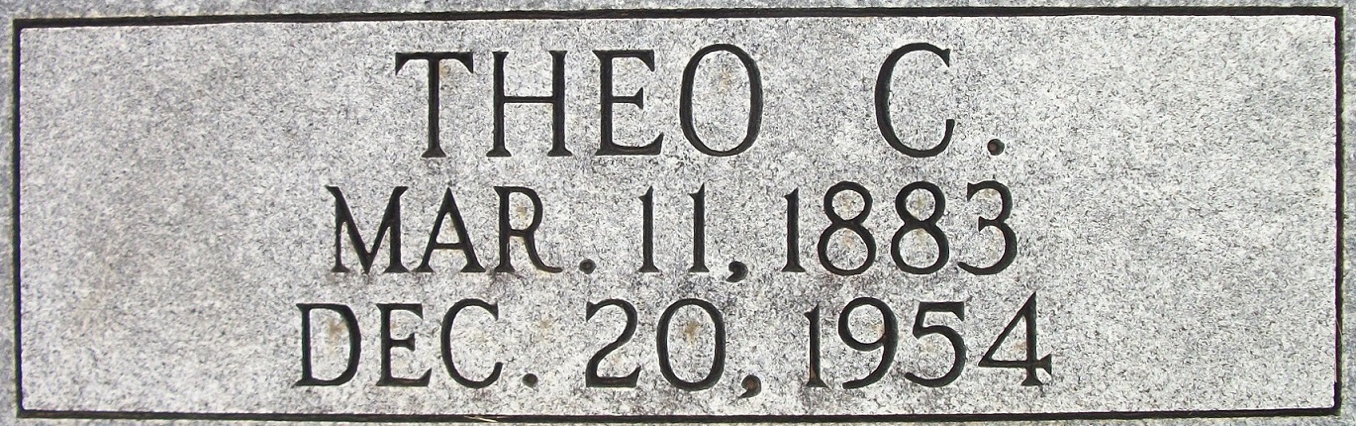 THEO C.
MAR. 11, 1883
DEC. 20, 1954